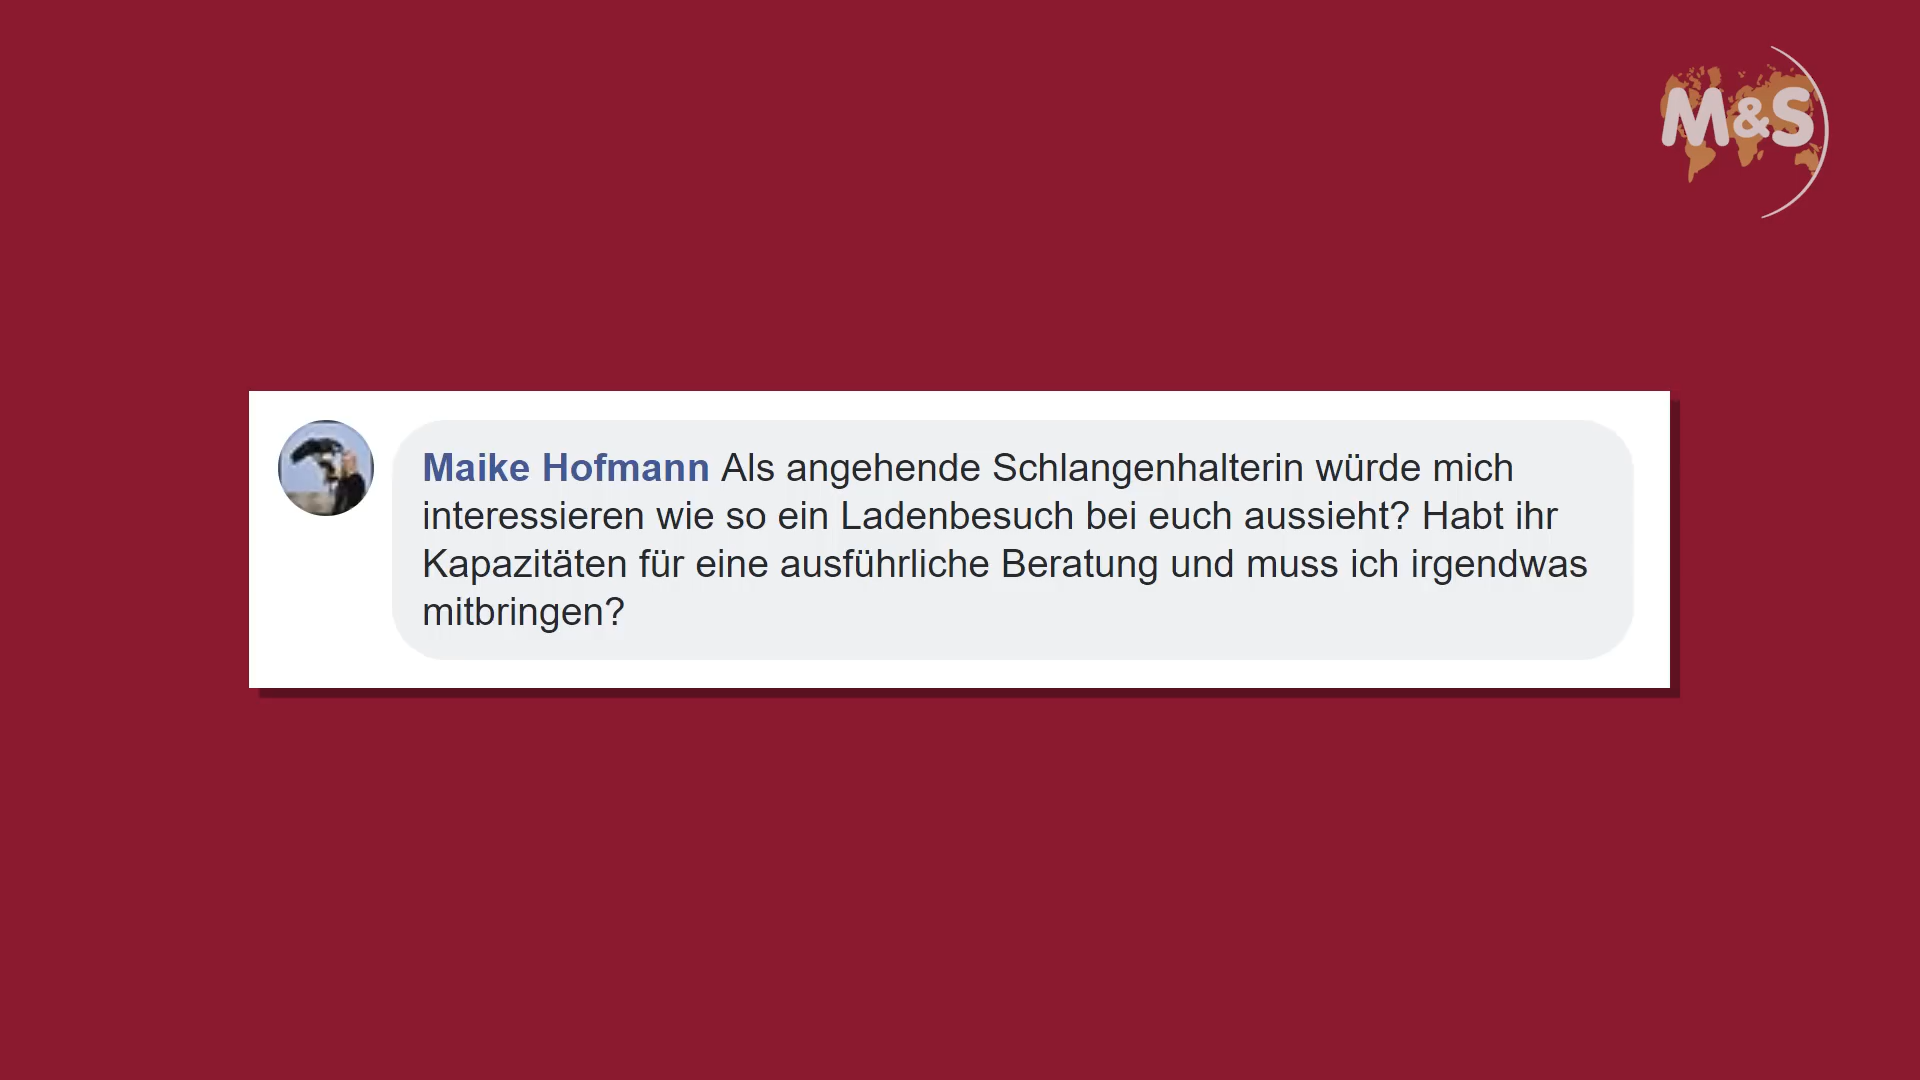 M&S
Maike Hofmann Als angehende Schlangenhalterin würde mich
interessieren wie so ein Ladenbesuch bei euch aussieht? Habt ihr
Kapazitäten für eine ausführliche Beratung und muss ich irgendwas
mitbringen?